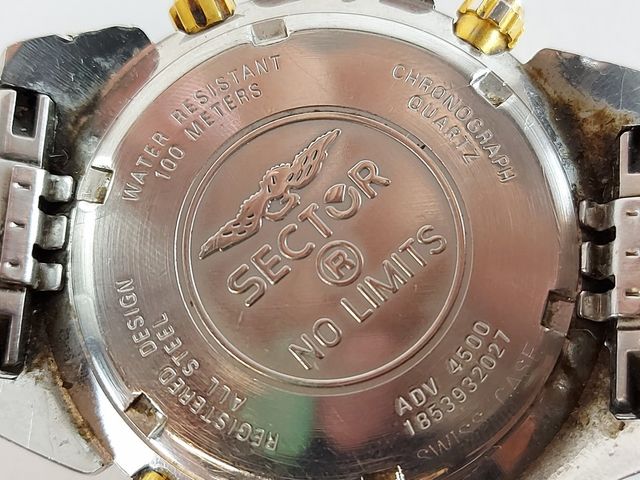 WATER RESISTANT
100 METERS
CHRONOGRAPH
QUARTZ
SECTOR
®
NO LIMITS
REGISTERED DESIGN
ALL STEEL
ADV 4500
1853932027
SWISS CASE